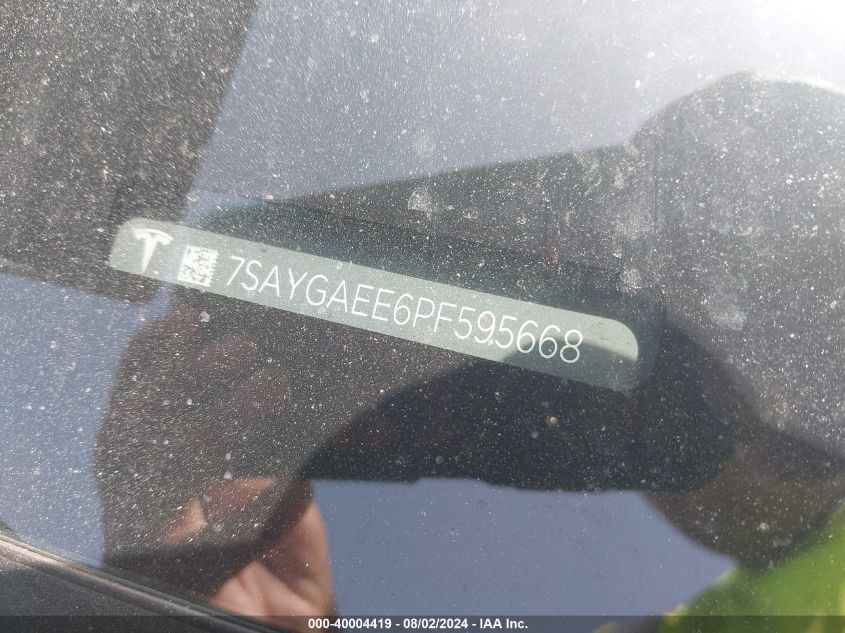 7SAYGAEE6PF595668
000-40004419 - 08/02/2024 - IAA Inc.